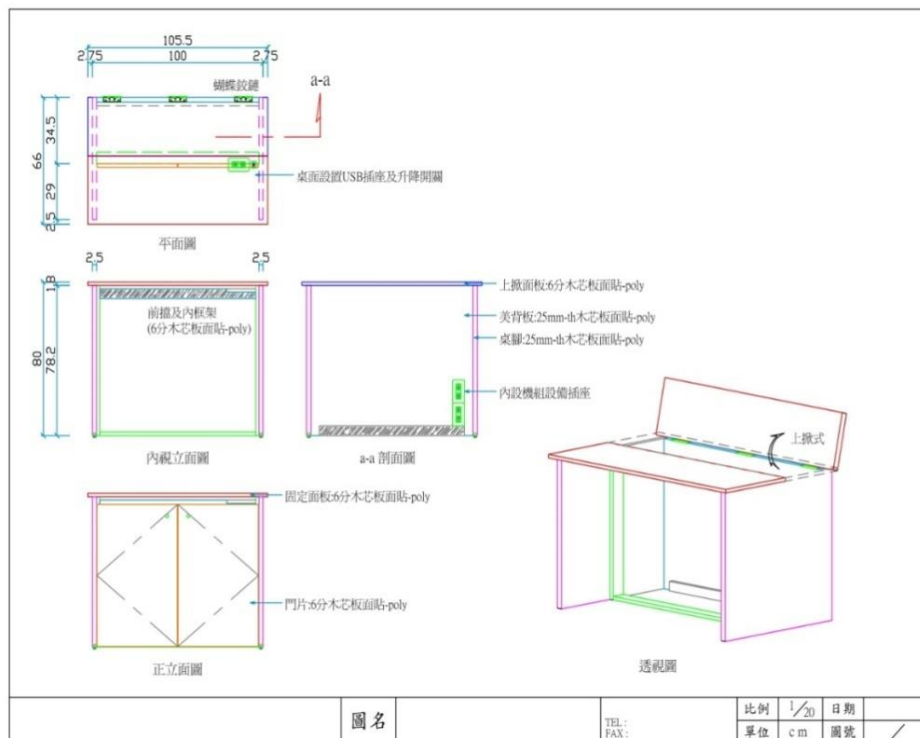 105.5
2.75
100
2.75
蝴蝶鉸鏈
a-a
66
34.5
29
2.5
桌面設置USB插座及升降開關
平面圖
2.5
2.5
1.8
80
78.2
前擋及內框架
(6分木芯板面貼-poly)
上掀面板:6分木芯板面貼-poly
美背板:25mm-th木芯板面貼-poly
桌腳:25mm-th木芯板面貼-poly
內設機組設備插座
內視立面圖
a-a 剖面圖
上掀式
固定面板:6分木芯板面貼-poly
門片:6分木芯板面貼-poly
正立面圖
透視圖
圖名
TEL :
FAX :
比例
1/20
日期
單位
cm
圖號
/